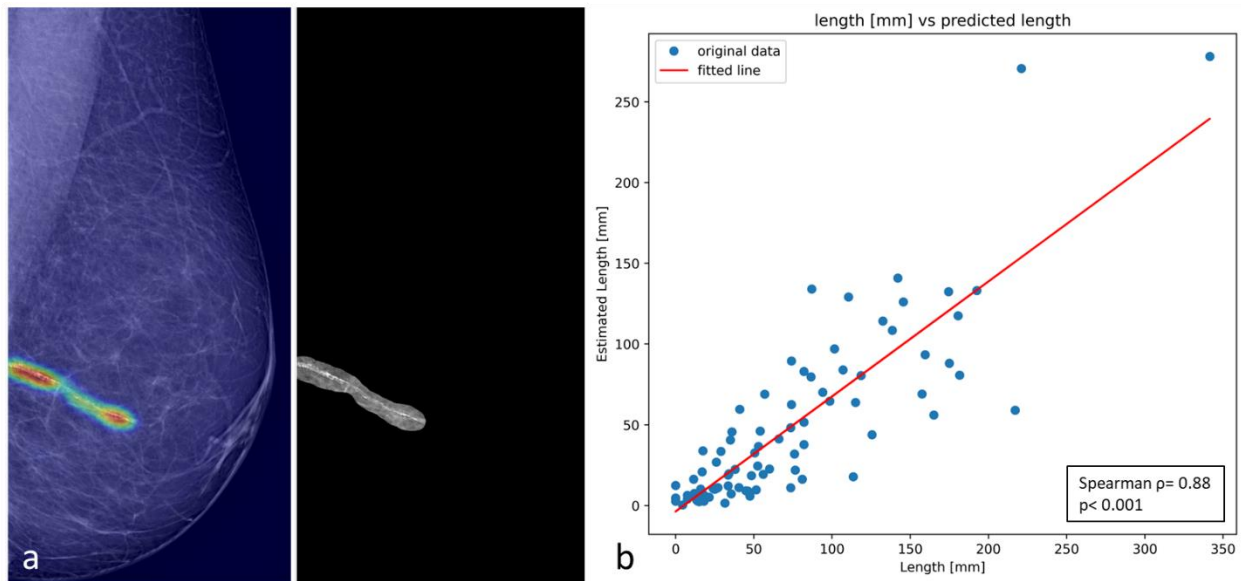 a
b
length [mm] vs predicted length
original data
fitted line
Estimated Length [mm]
250
200
150
100
50
0
0 50 100 150 200 250 300 350
Length [mm]
Spearman ρ= 0.88
p< 0.001